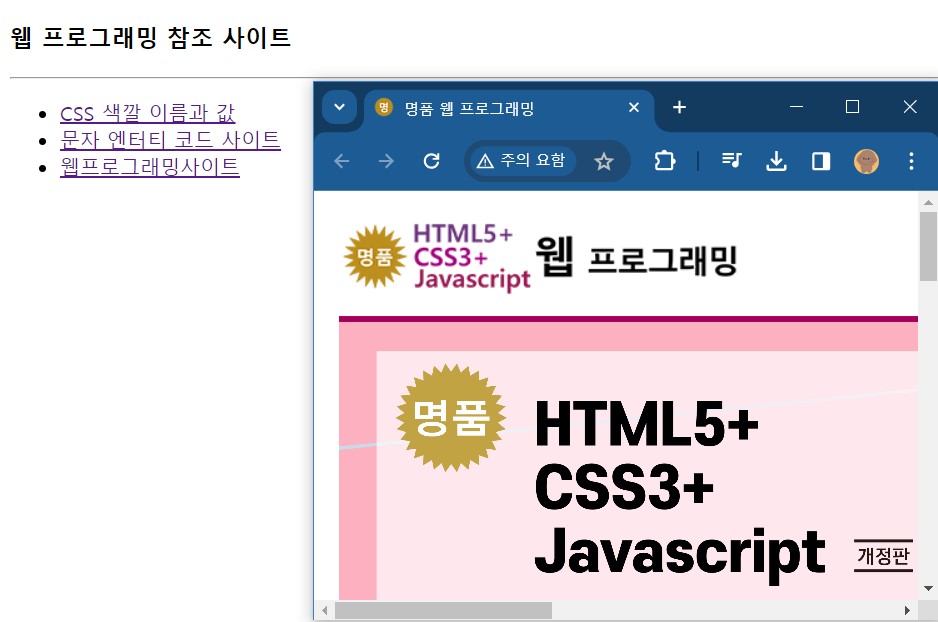 웹 프로그래밍 참조 사이트
CSS 색깔 이름과 값
문자 엔터티 코드 사이트
웹프로그래밍사이트
명 명품 웹 프로그래밍
주의 요함
명품 HTML5+
CSS3+
Javascript
웹 프로그래밍
명품
HTML5+
CSS3+
Javascript
개정판